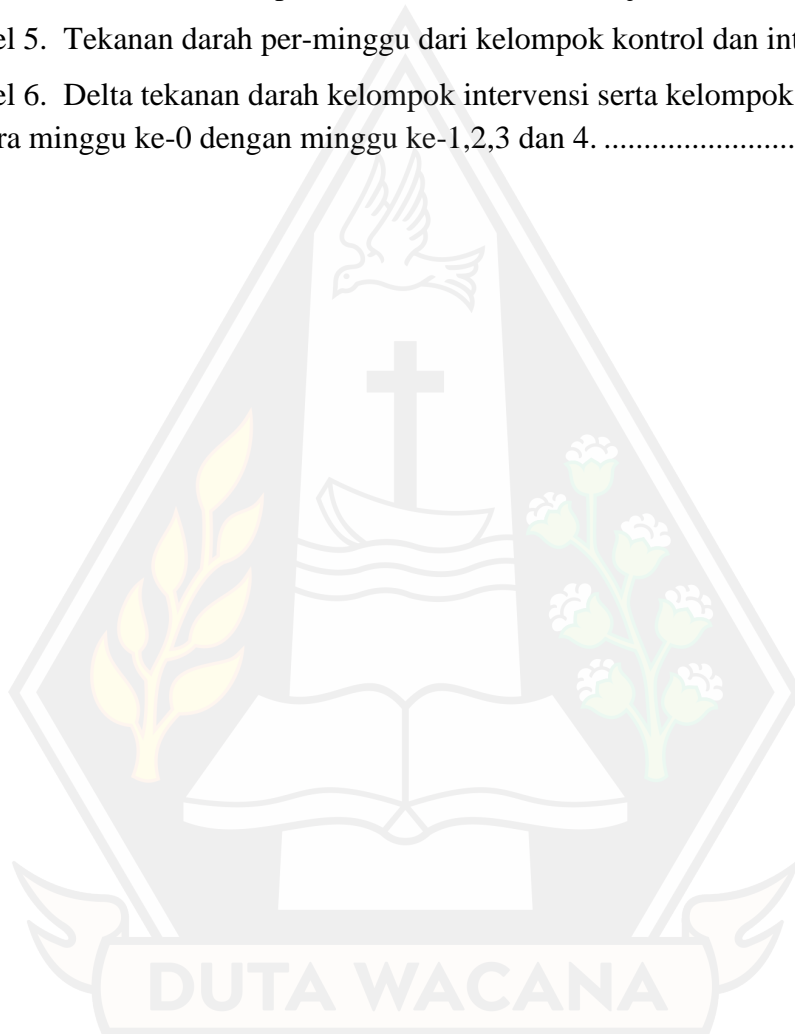 el 5. Tekanan darah per-minggu dari kelompok kontrol dan int
el 6. Delta tekanan darah kelompok intervensi serta kelompok
ra minggu ke-0 dengan minggu ke-1,2,3 dan 4. ........................
DUTA WACANA